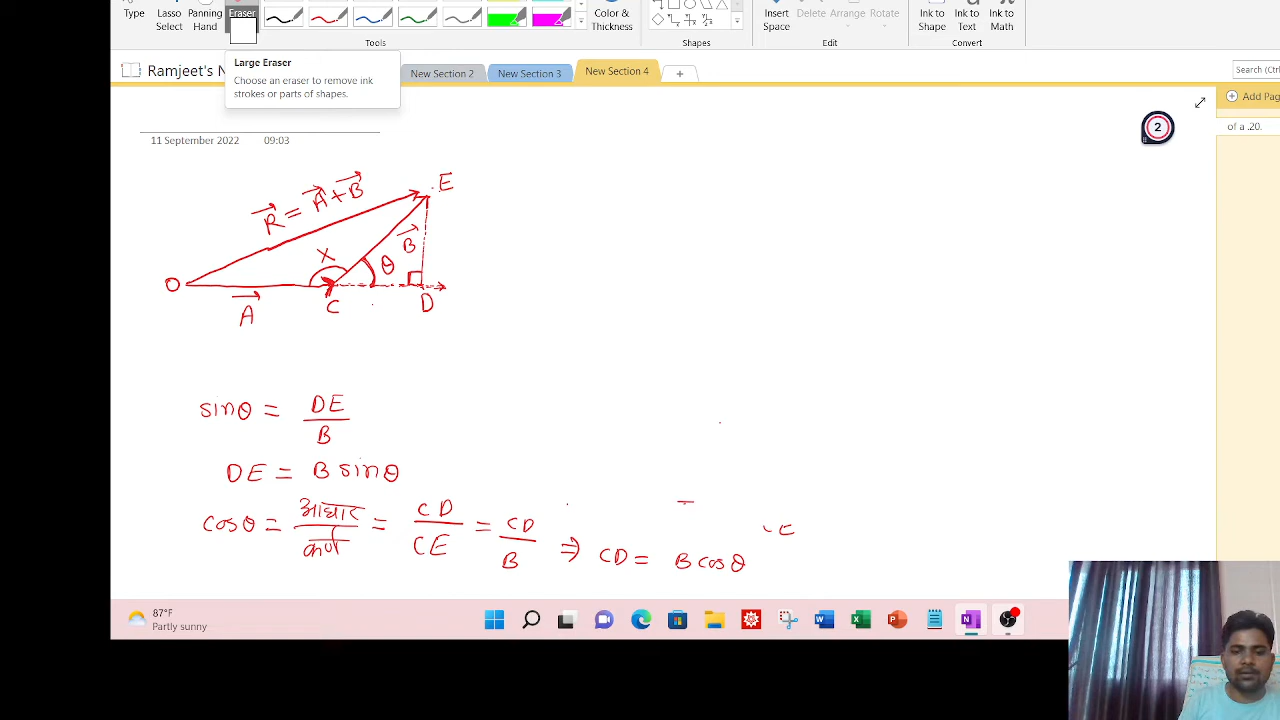 Type Lasso Select Panning Hand Eraser Color & Thickness Insert Space Delete Arrange Rotate Ink to Shape Ink to Text Ink to Math
Tools Shapes Edit Convert
Large Eraser
Choose an eraser to remove ink
strokes or parts of shapes.
Ramjeet's N New Section 2 New Section 3 New Section 4 + Search (Ctrl
Add Pag
of a .20.
2
11 September 2022 09:03
R⃗ = A⃗ + B⃗
E
X
B⃗
θ
O
A⃗
C
D
sinθ = DE/B
DE = B sinθ
cosθ = आधार/कर्ण = CD/CE = CD/B ⇒ CD = B cosθ
87°F
Partly sunny